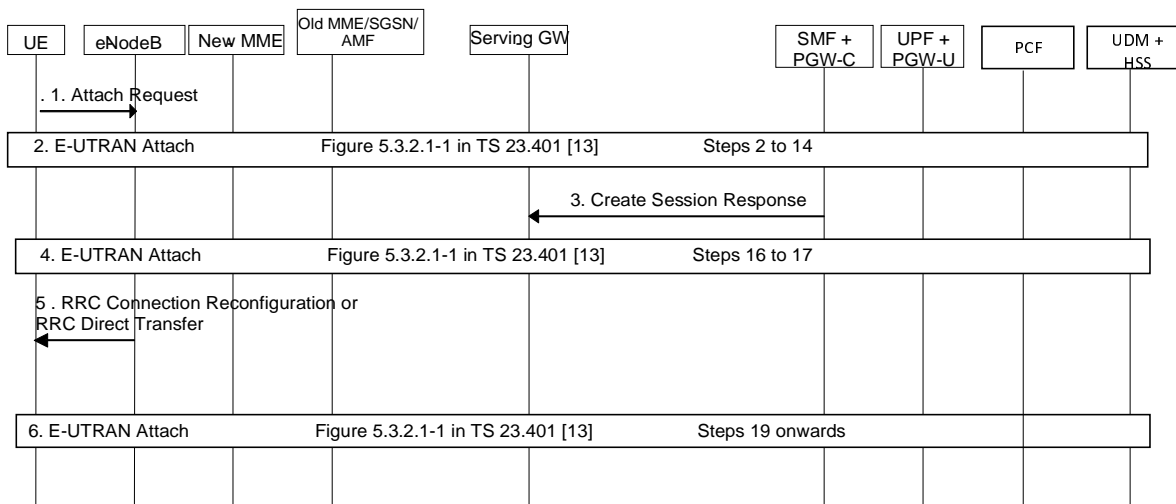 UE
eNodeB
New MME
Old MME/SGSN/
AMF
Serving GW
SMF +
PGW-C
UPF +
PGW-U
PCF
UDM +
HSS
. 1. Attach Request
2. E-UTRAN Attach Figure 5.3.2.1-1 in TS 23.401 [13] Steps 2 to 14
3. Create Session Response
4. E-UTRAN Attach Figure 5.3.2.1-1 in TS 23.401 [13] Steps 16 to 17
5 . RRC Connection Reconfiguration or
RRC Direct Transfer
6. E-UTRAN Attach Figure 5.3.2.1-1 in TS 23.401 [13] Steps 19 onwards